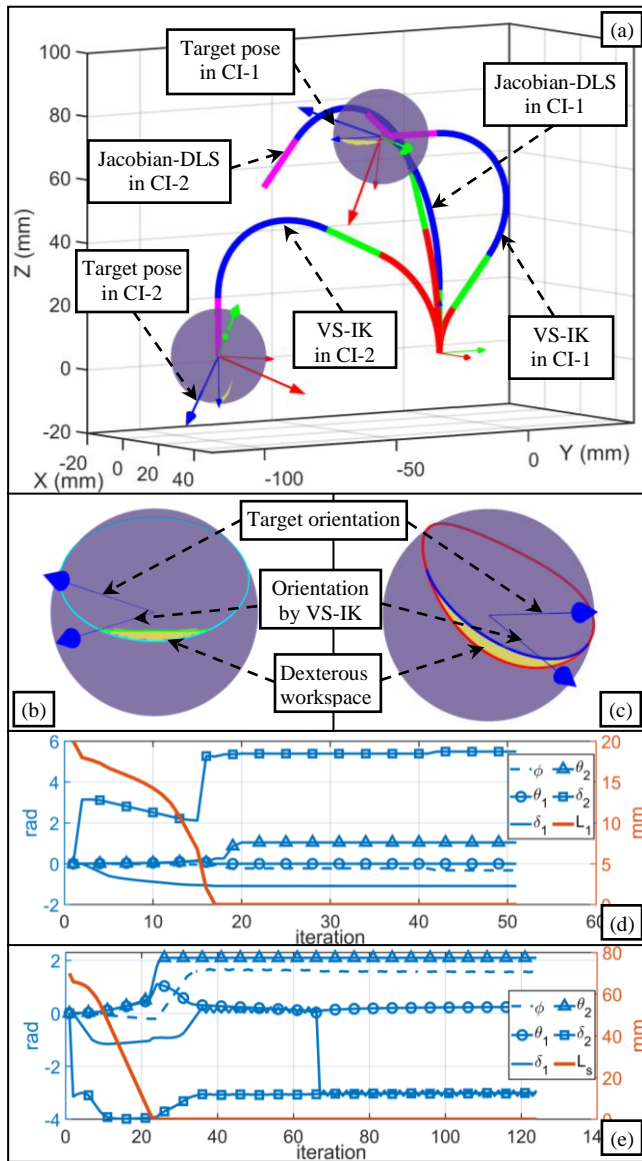 (a)
100
80
60
40
20
0
-20
Z (mm)
Target pose
in CI-1
Jacobian-DLS
in CI-1
Jacobian-DLS
in CI-2
Target pose
in CI-2
VS-IK
in CI-2
VS-IK
in CI-1
X (mm)
-20
0
20
40
-100
-50
0
Y (mm)
Target orientation
Orientation
by VS-IK
Dexterous
workspace
(b)
(c)
6
4
2
0
-2
rad
20
15
10
5
0
mm
ϕ θ2
θ1 δ2
δ1 L1
0 10 20 30 40 50 60
iteration
(d)
2
0
-2
-4
rad
80
60
40
20
0
mm
ϕ θ2
θ1 δ2
δ1 Ls
0 20 40 60 80 100 120 140
iteration
(e)